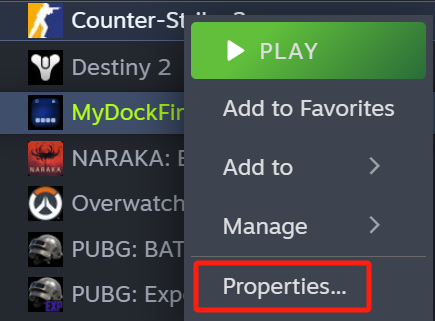 Counter-Strike 2
PLAY
Destiny 2
MyDockFin
Add to Favorites
NARAKA:
Add to
Overwatch
Manage
PUBG: BAT
PUBG: Expe
Properties...
NARAKA
EXP